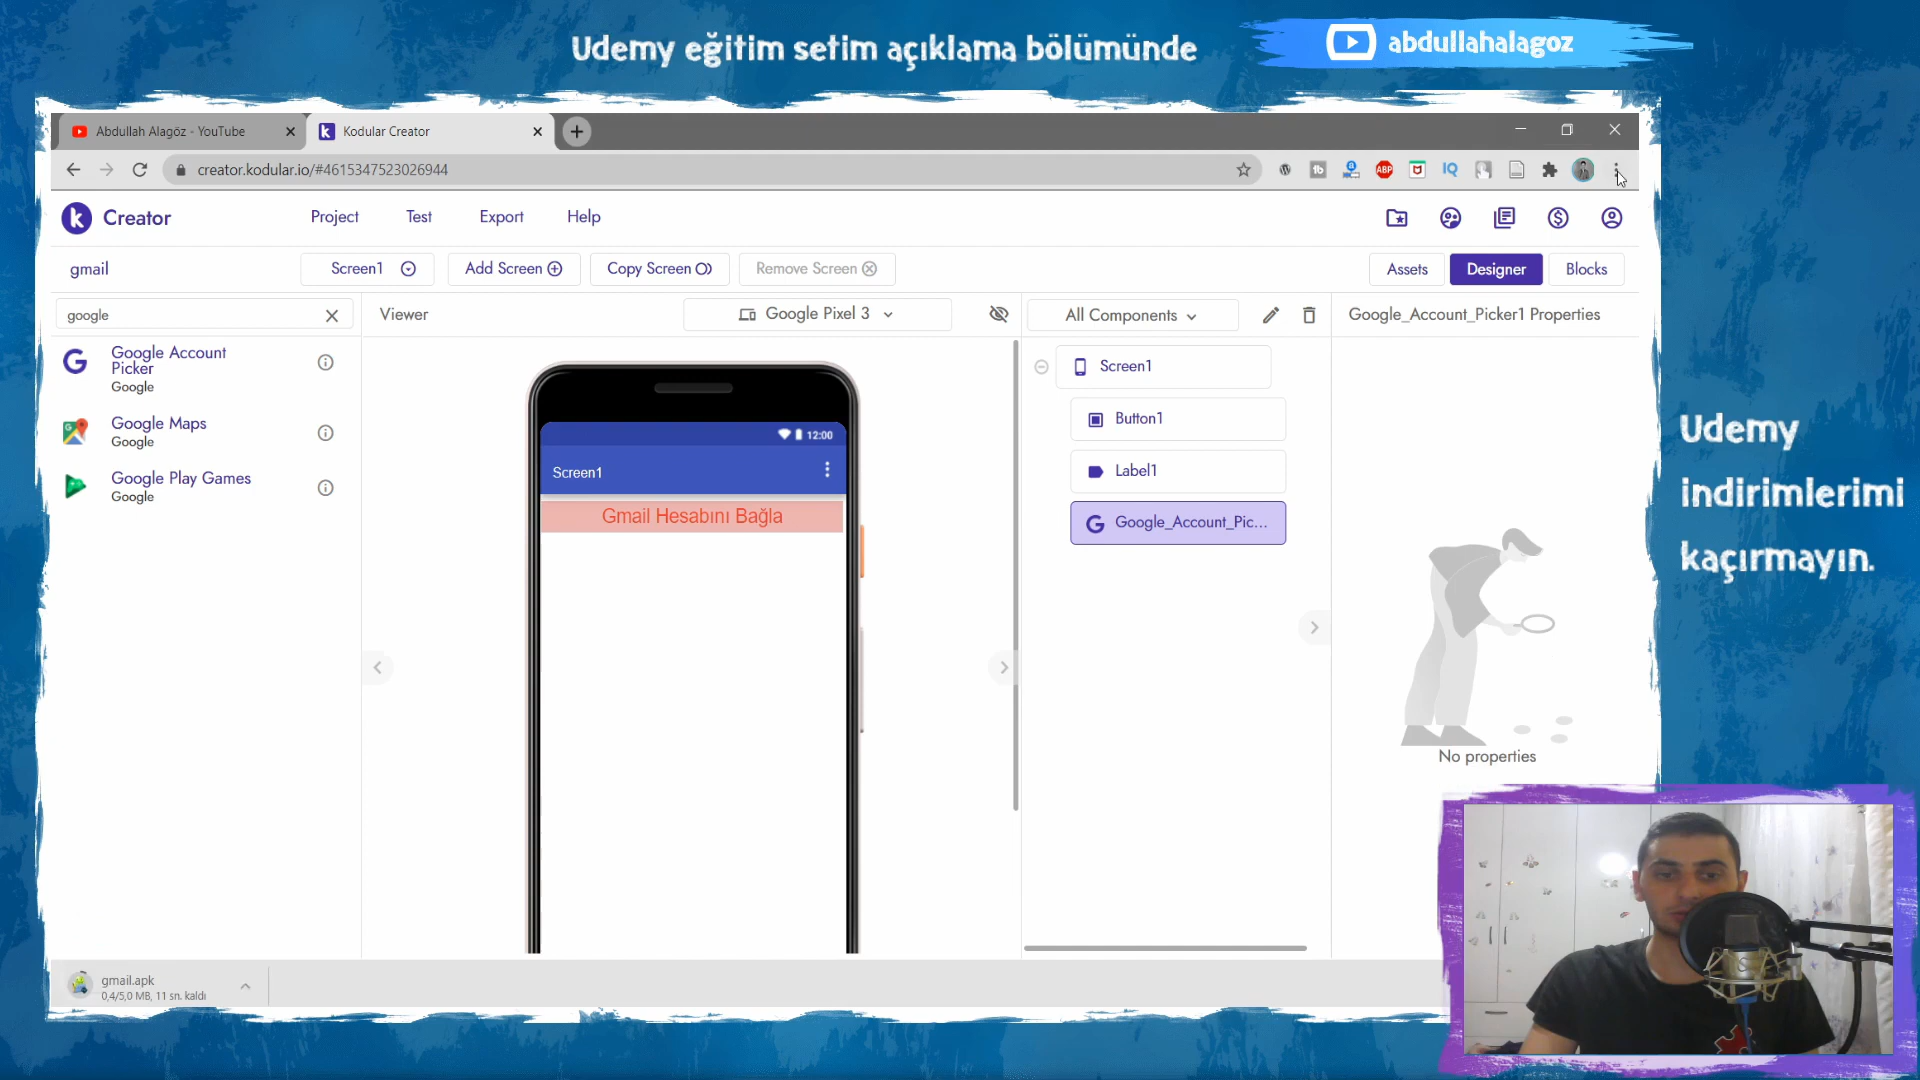 Udemy eğitim setim açıklama bölümünde
abdullahalagoz
Abdullah Alagöz - YouTube
Kodular Creator
creator.kodular.io/#4615347523026944
ABP
IQ
Creator
Project
Test
Export
Help
gmail
Screen1
Add Screen
Copy Screen
Remove Screen
Assets
Designer
Blocks
google
Viewer
Google Pixel 3
All Components
Google_Account_Picker1 Properties
Google Account
Picker
Google
Google Maps
Google
Google Play Games
Google
12:00
Screen1
Gmail Hesabını Bağla
Screen1
Button1
Label1
Google_Account_Pic...
No properties
Udemy
indirimlerimi
kaçırmayın.
gmail.apk
0,4/5,0 MB, 11 sn. kaldı